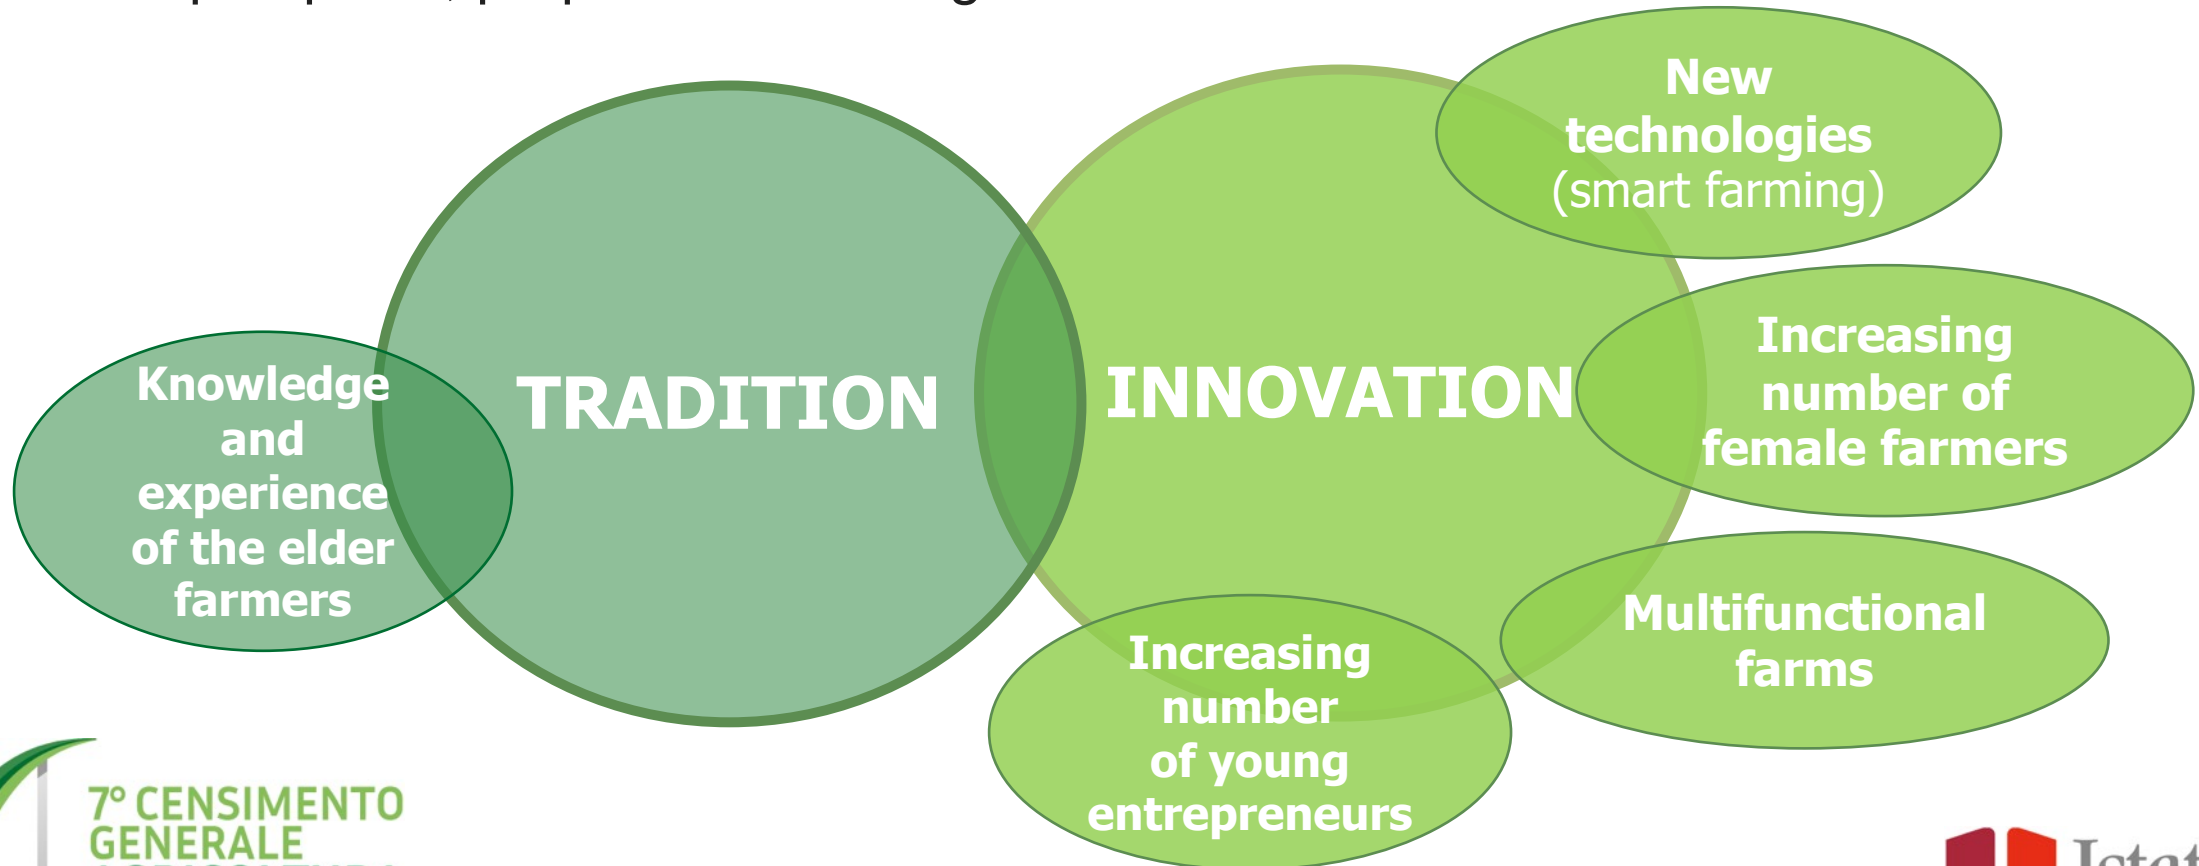 New
technologies
(smart farming)
Increasing
number of
female farmers
TRADITION
INNOVATION
Knowledge
and
experience
of the elder
farmers
Multifunctional
farms
Increasing
number
of young
entrepreneurs
7° CENSIMENTO
GENERALE
Istat